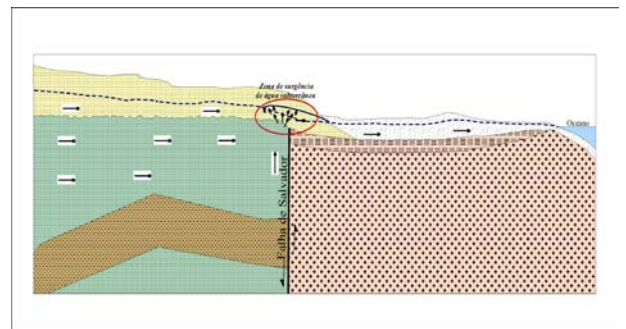 Zona de surgência
de água subterrânea
Oceano
Falha de Salvador